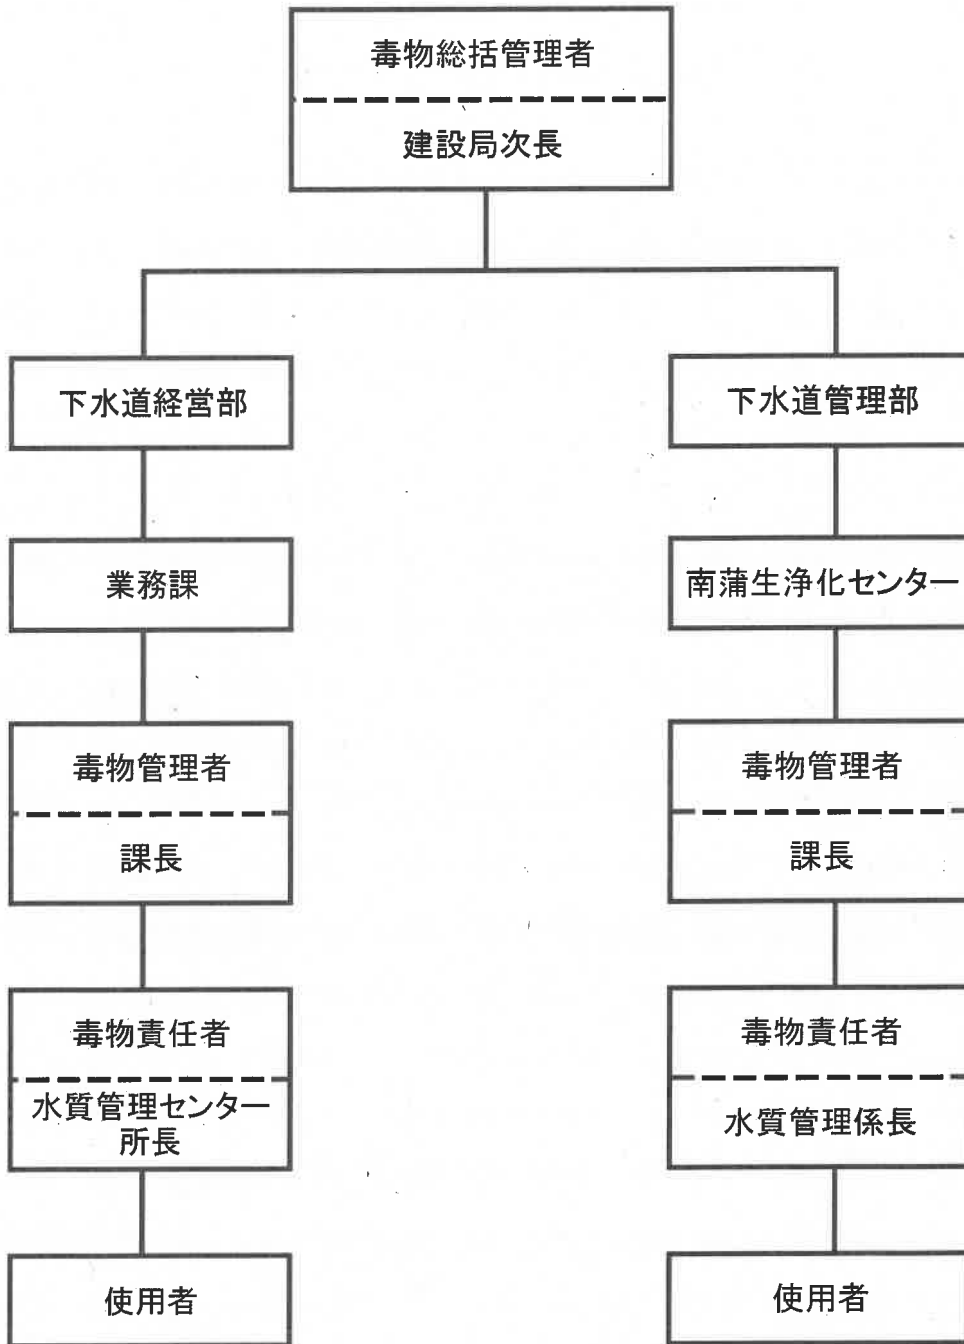 毒物総括管理者
建設局次長
下水道経営部
業務課
毒物管理者
課長
毒物責任者
水質管理センター
所長
使用者
下水道管理部
南蒲生浄化センター
毒物管理者
課長
毒物責任者
水質管理係長
使用者